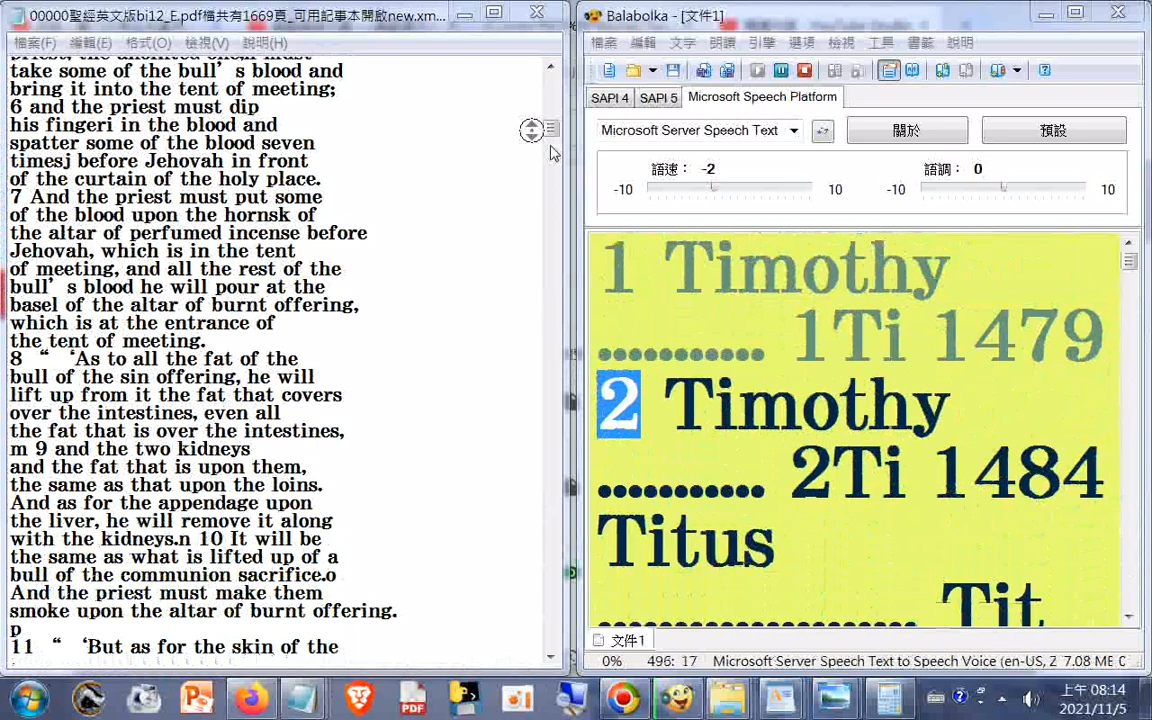 00000聖經英文版bi12_E.pdf檔共有1669頁_可用記事本開啟new.xm...
檔案(F) 編輯(E) 格式(O) 檢視(V) 說明(H)
priest, the anointed one,h must
take some of the bull’s blood and
bring it into the tent of meeting;
6 and the priest must dip
his fingeri in the blood and
spatter some of the blood seven
timesj before Jehovah in front
of the curtain of the holy place.
7 And the priest must put some
of the blood upon the hornsk of
the altar of perfumed incense before
Jehovah, which is in the tent
of meeting, and all the rest of the
bull’s blood he will pour at the
basel of the altar of burnt offering,
which is at the entrance of
the tent of meeting.
8 “ ‘As to all the fat of the
bull of the sin offering, he will
lift up from it the fat that covers
over the intestines, even all
the fat that is over the intestines,
m 9 and the two kidneys
and the fat that is upon them,
the same as that upon the loins.
And as for the appendage upon
the liver, he will remove it along
with the kidneys.n 10 It will be
the same as what is lifted up of a
bull of the communion sacrifice.o
And the priest must make them
smoke upon the altar of burnt offering.
p
11 “ ‘But as for the skin of the
Balabolka - [文件1]
檔案 編輯 文字 朗讀 引擎 選項 檢視 工具 書籤 說明
SAPI 4 SAPI 5 Microsoft Speech Platform
Microsoft Server Speech Text 關於 預設
語速： -2 語調： 0
-10 10 -10 10
1 Timothy
........... 1Ti 1479
2 Timothy
........... 2Ti 1484
Titus
..................... Tit
文件1
0% 496: 17 Microsoft Server Speech Text to Speech Voice (en-US, Z 7.08 ME
PDF
上午 08:14
2021/11/5